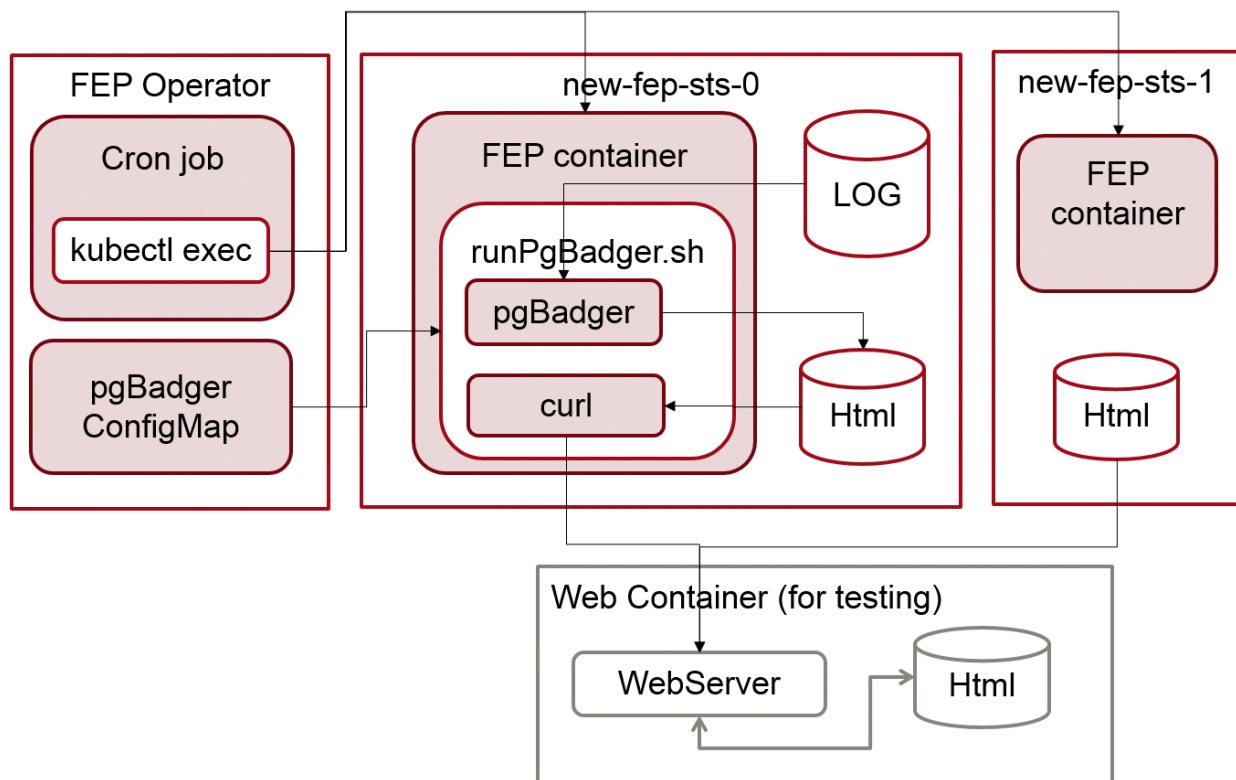 FEP Operator
Cron job
kubectl exec
pgBadger
ConfigMap
new-fep-sts-0
FEP container
LOG
runPgBadger.sh
pgBadger
curl
Html
new-fep-sts-1
FEP
container
Html
Web Container (for testing)
WebServer
Html